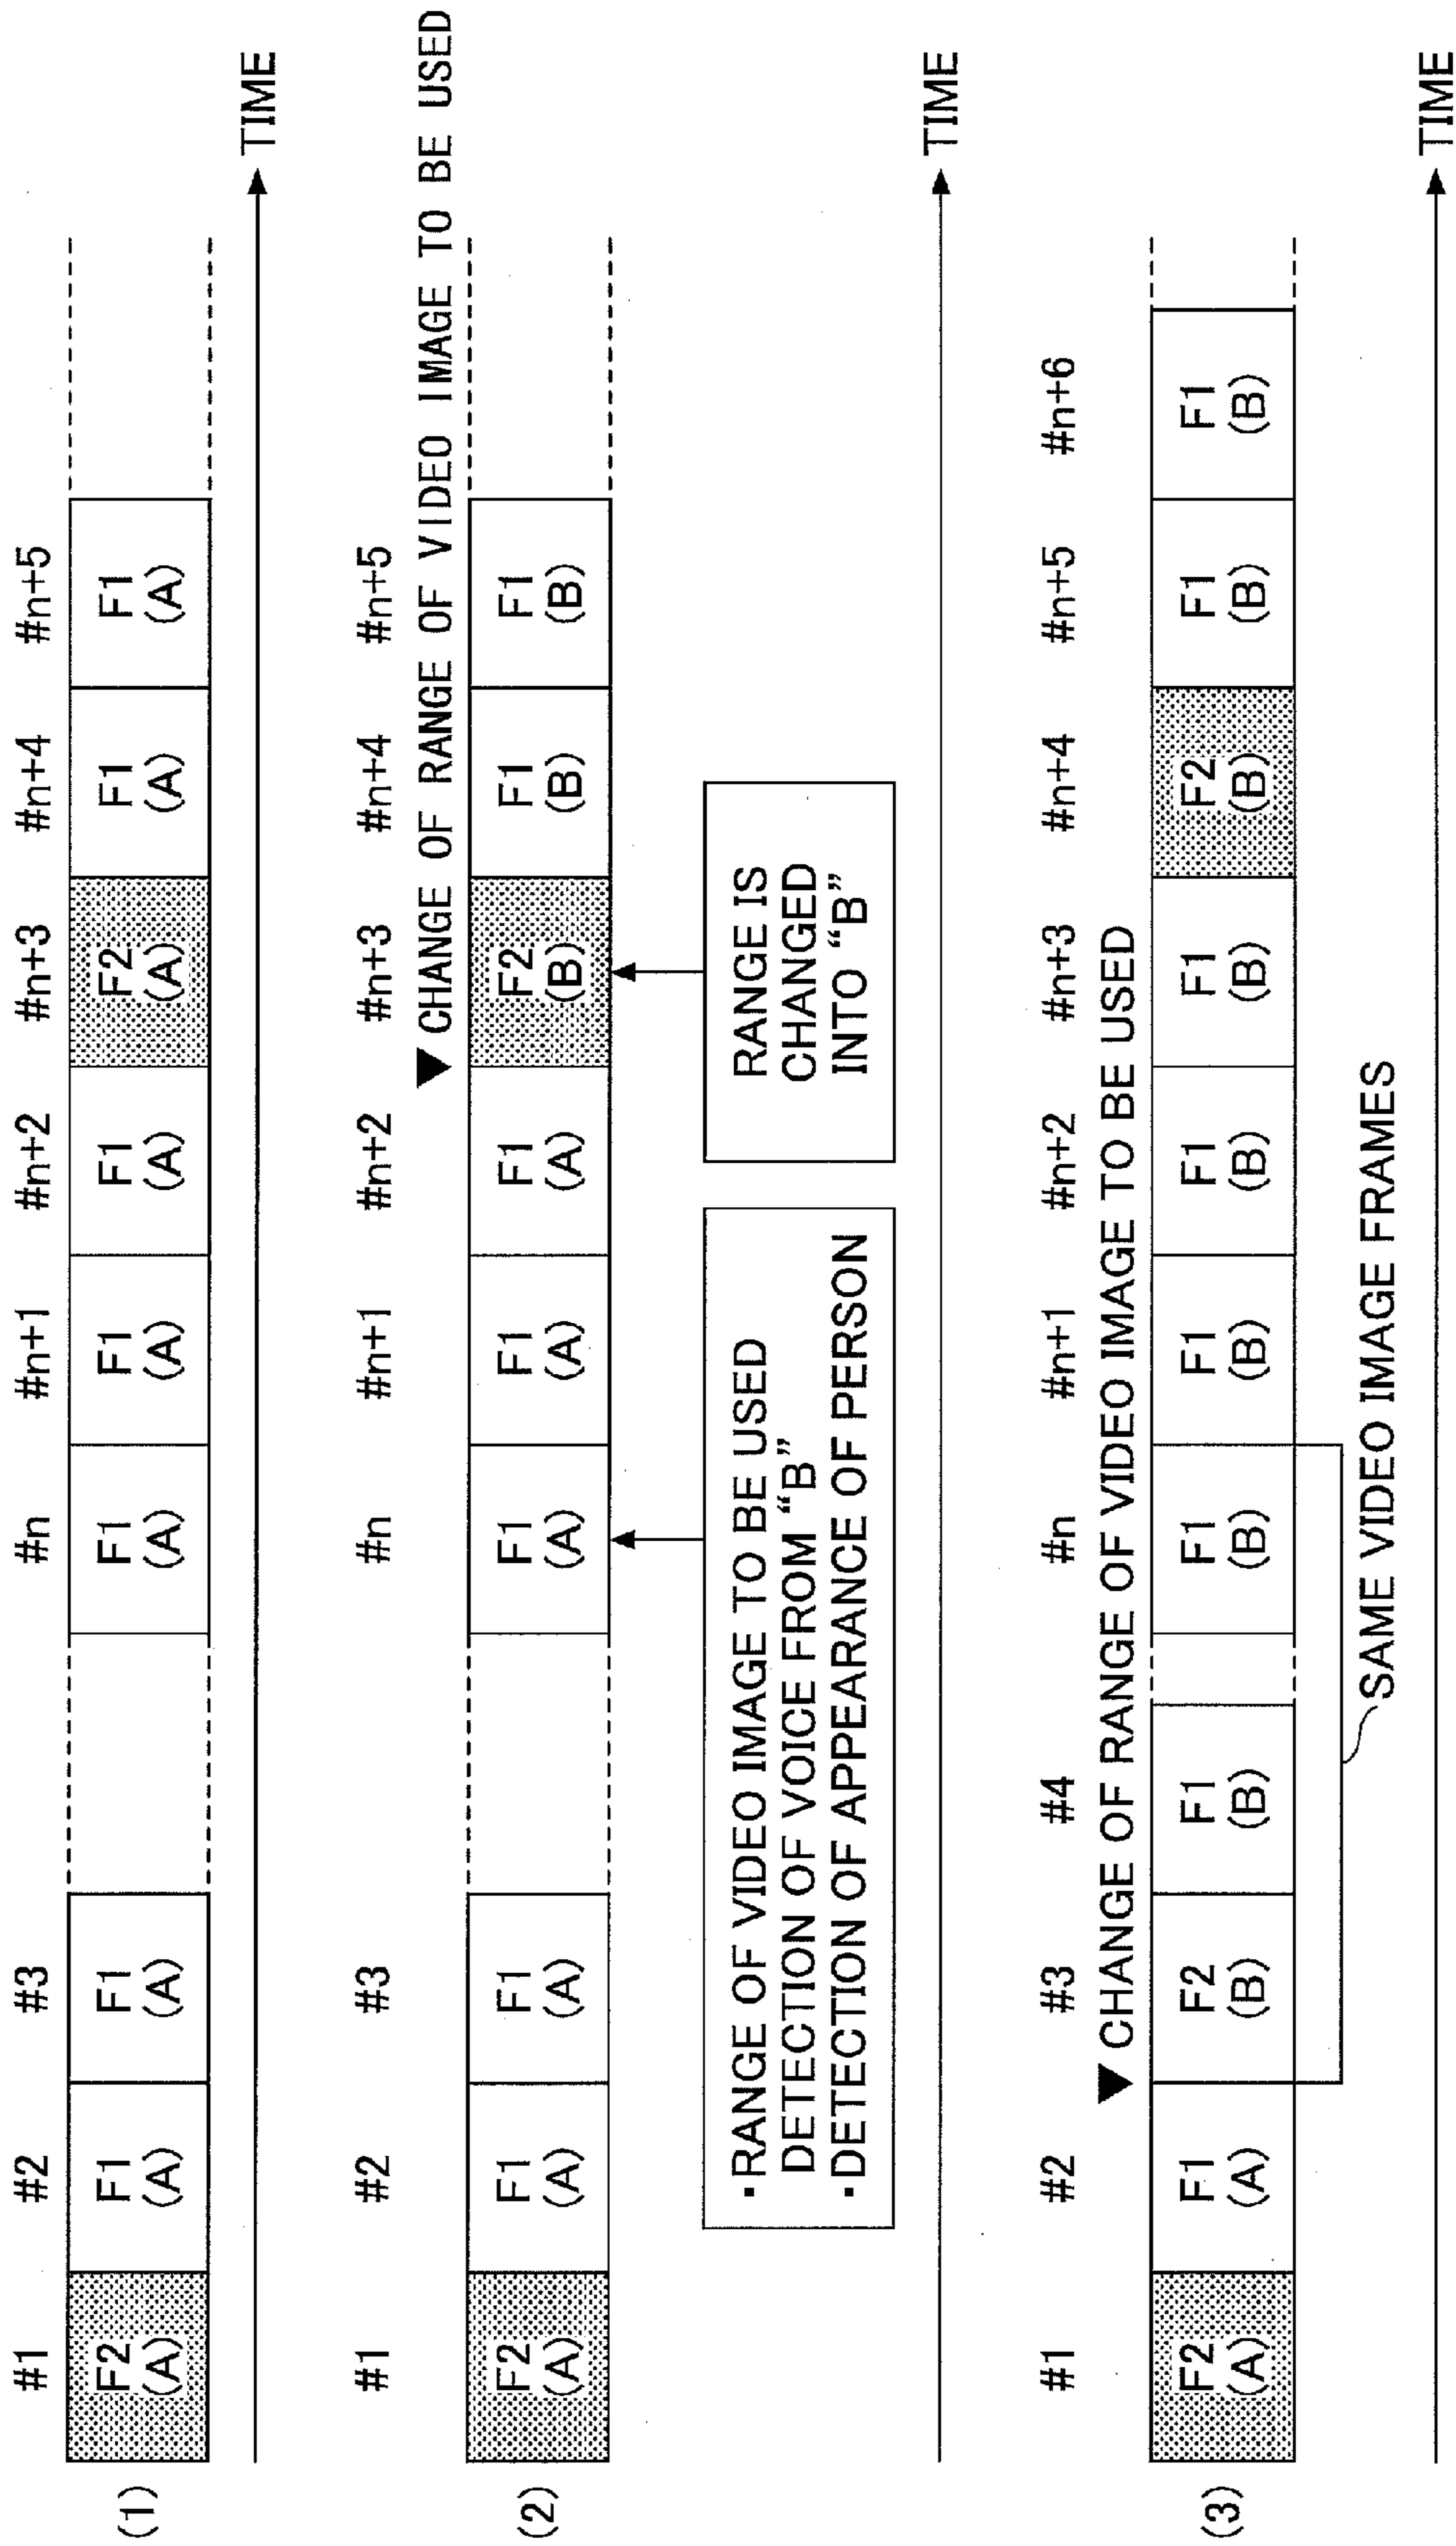 #1 #2 #3 #n #n+1 #n+2 #n+3 #n+4 #n+5
(1) F2 F1 F1 F1 F1 F1 F2 F1 F1
(A) (A) (A) (A) (A) (A) (A) (A) (A)
TIME
#1 #2 #3 #n #n+1 #n+2 #n+3 #n+4 #n+5
▼ CHANGE OF RANGE OF VIDEO IMAGE TO BE USED
(2) F2 F1 F1 F1 F1 F1 F2 F1 F1
(A) (A) (A) (A) (A) (A) (B) (B) (B)
・RANGE OF VIDEO IMAGE TO BE USED
DETECTION OF VOICE FROM “B”
・DETECTION OF APPEARANCE OF PERSON
RANGE IS
CHANGED
INTO “B”
TIME
#1 #2 #3 #4 #n #n+1 #n+2 #n+3 #n+4 #n+5 #n+6
▼ CHANGE OF RANGE OF VIDEO IMAGE TO BE USED
(3) F2 F1 F2 F1 F1 F1 F1 F1 F2 F1 F1
(A) (A) (B) (B) (B) (B) (B) (B) (B) (B) (B)
SAME VIDEO IMAGE FRAMES
TIME